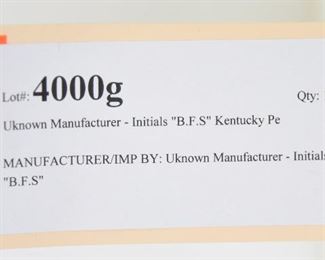 Lot#: 4000g Qty:
Uknown Manufacturer - Initials "B.F.S" Kentucky Pe
MANUFACTURER/IMP BY: Uknown Manufacturer - Initials
"B.F.S"